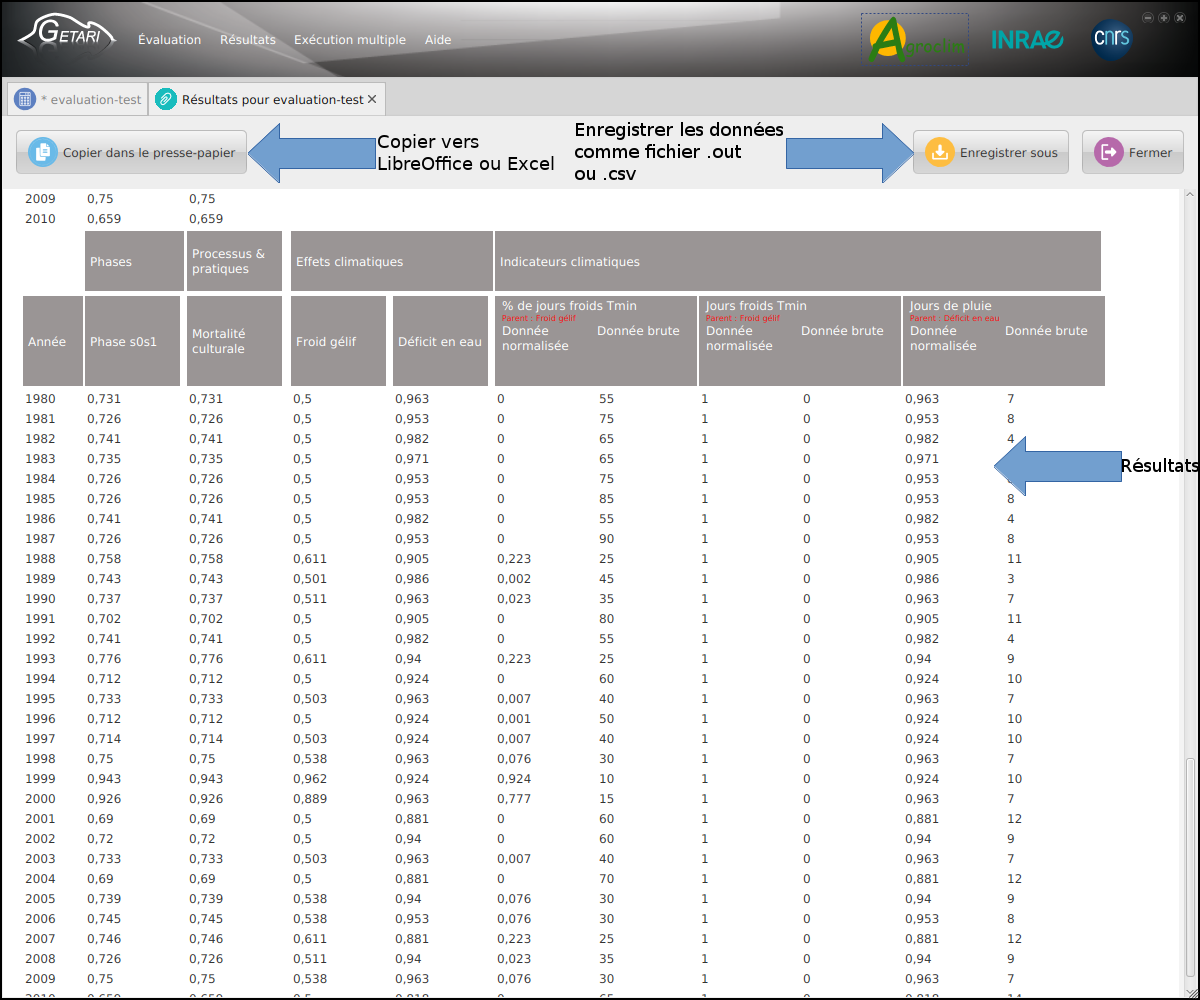 GETARI
Évaluation Résultats Exécution multiple Aide
Agroclim INRAE cnrs
* evaluation-test Résultats pour evaluation-test
Copier dans le presse-papier
Copier vers
LibreOffice ou Excel
Enregistrer les données
comme fichier .out
ou .csv
Enregistrer sous Fermer
2009 0,75 0,75
2010 0,659 0,659
Phases Processus & pratiques Effets climatiques Indicateurs climatiques
% de jours froids Tmin Jours froids Tmin Jours de pluie
Parent : Froid gélif Parent : Froid gélif Parent : Déficit en eau
Année Phase s0s1 Mortalité culturale Froid gélif Déficit en eau Donnée normalisée Donnée brute Donnée normalisée Donnée brute Donnée normalisée Donnée brute
1980 0,731 0,731 0,5 0,963 0 55 1 0 0,963 7
1981 0,726 0,726 0,5 0,953 0 75 1 0 0,953 8
1982 0,741 0,741 0,5 0,982 0 65 1 0 0,982 4
1983 0,735 0,735 0,5 0,971 0 65 1 0 0,971
Résultats
1984 0,726 0,726 0,5 0,953 0 75 1 0 0,953
1985 0,726 0,726 0,5 0,953 0 85 1 0 0,953 8
1986 0,741 0,741 0,5 0,982 0 55 1 0 0,982 4
1987 0,726 0,726 0,5 0,953 0 90 1 0 0,953 8
1988 0,758 0,758 0,611 0,905 0,223 25 1 0 0,905 11
1989 0,743 0,743 0,501 0,986 0,002 45 1 0 0,986 3
1990 0,737 0,737 0,511 0,963 0,023 35 1 0 0,963 7
1991 0,702 0,702 0,5 0,905 0 80 1 0 0,905 11
1992 0,741 0,741 0,5 0,982 0 55 1 0 0,982 4
1993 0,776 0,776 0,611 0,94 0,223 25 1 0 0,94 9
1994 0,712 0,712 0,5 0,924 0 60 1 0 0,924 10
1995 0,733 0,733 0,503 0,963 0,007 40 1 0 0,963 7
1996 0,712 0,712 0,5 0,924 0,001 50 1 0 0,924 10
1997 0,714 0,714 0,503 0,924 0,007 40 1 0 0,924 10
1998 0,75 0,75 0,538 0,963 0,076 30 1 0 0,963 7
1999 0,943 0,943 0,962 0,924 0,924 10 1 0 0,924 10
2000 0,926 0,926 0,889 0,963 0,777 15 1 0 0,963 7
2001 0,69 0,69 0,5 0,881 0 60 1 0 0,881 12
2002 0,72 0,72 0,5 0,94 0 60 1 0 0,94 9
2003 0,733 0,733 0,503 0,963 0,007 40 1 0 0,963 7
2004 0,69 0,69 0,5 0,881 0 70 1 0 0,881 12
2005 0,739 0,739 0,538 0,94 0,076 30 1 0 0,94 9
2006 0,745 0,745 0,538 0,953 0,076 30 1 0 0,953 8
2007 0,746 0,746 0,611 0,881 0,223 25 1 0 0,881 12
2008 0,726 0,726 0,511 0,94 0,023 35 1 0 0,94 9
2009 0,75 0,75 0,538 0,963 0,076 30 1 0 0,963 7